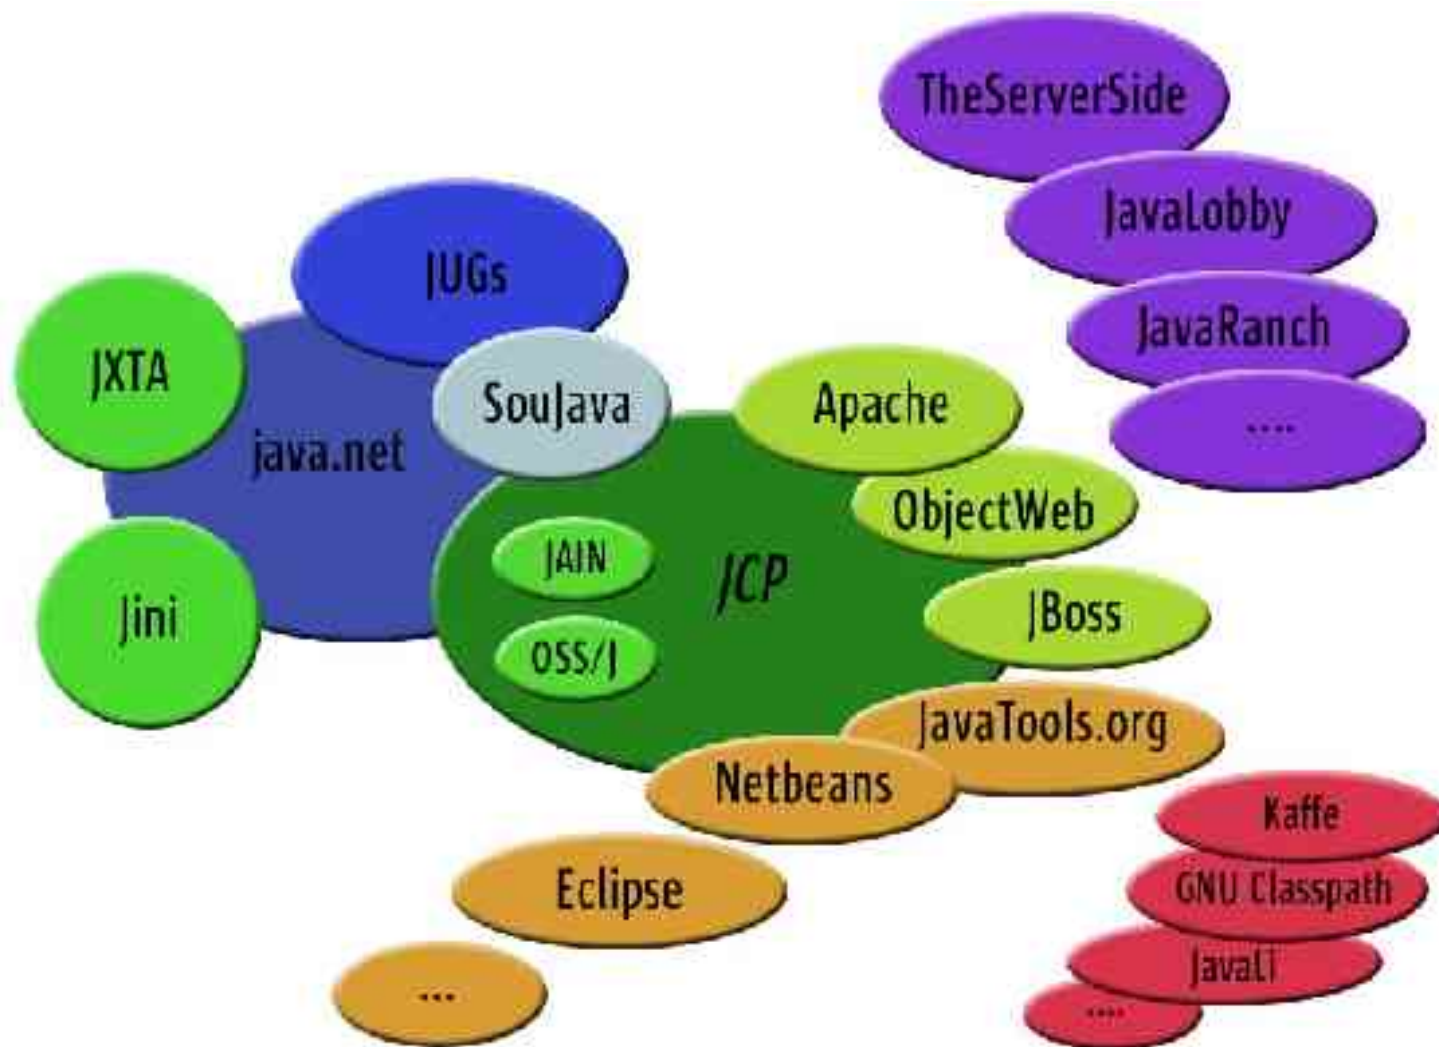 TheServerSide
JavaLobby
JavaRanch
....
JUGs
JXTA
java.net
SouJava
Apache
ObjectWeb
JAIN
JCP
OSS/J
JBoss
Jini
JavaTools.org
Netbeans
Eclipse
...
Kaffe
GNU Classpath
Javali
....